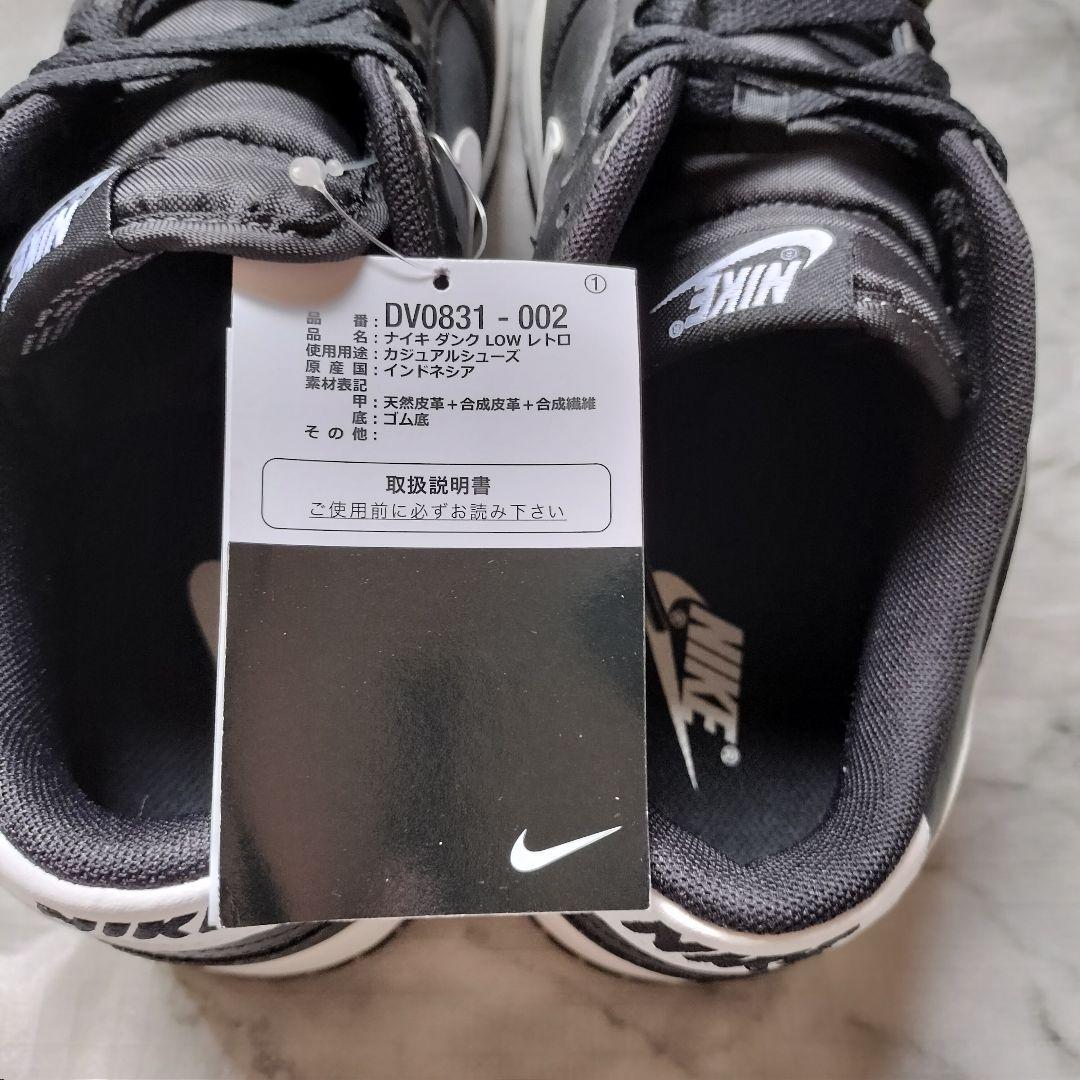 NIKE®
①
品番：DV0831 - 002
品名：ナイキ ダンク LOW レトロ
使用用途：カジュアルシューズ
原産国：インドネシア
素材表記
甲：天然皮革＋合成皮革＋合成繊維
底：ゴム底
その他：
取扱説明書
ご使用前に必ずお読み下さい
NIKE®
NIKE
NIKE